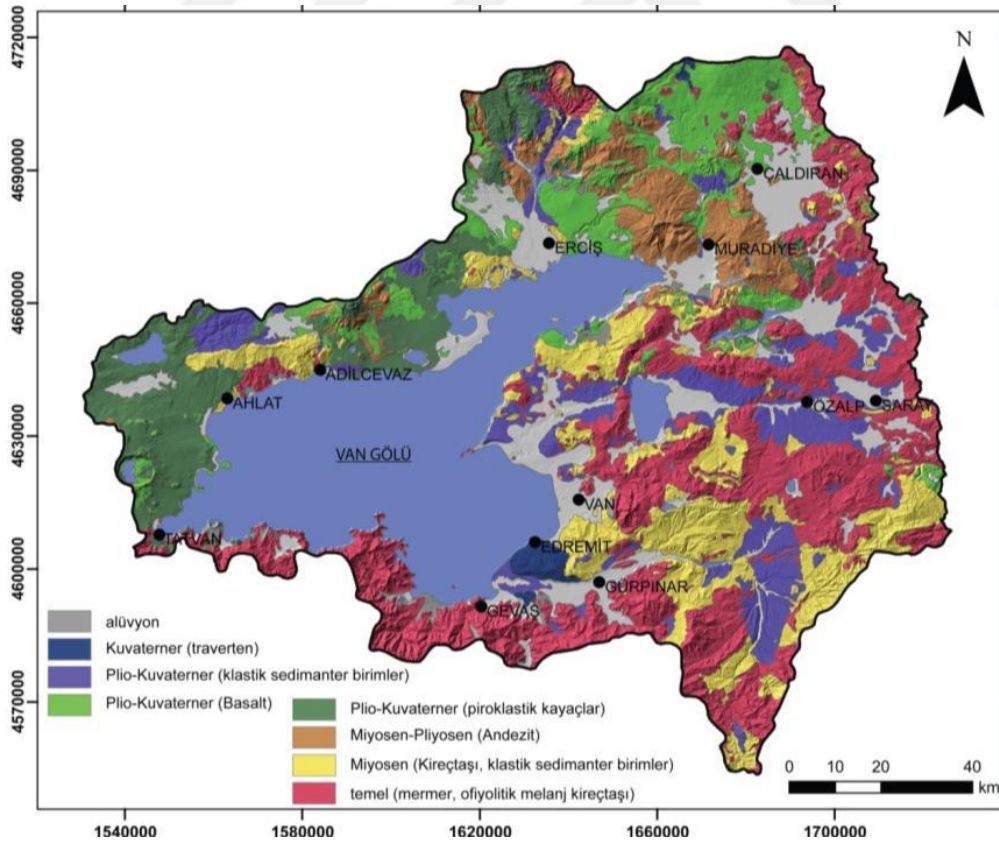 4720000
4690000
4660000
4630000
4600000
4570000
N
ÇALDIRAN
ERCİŞ
MURADİYE
ADİLCEVAZ
AHLAT
ÖZALP
SARAY
VAN GÖLÜ
VAN
TATVAN
EDREMİT
GÜRPINAR
GEVAŞ
alüvyon
Kuvaterner (traverten)
Plio-Kuvaterner (klastik sedimanter birimler)
Plio-Kuvaterner (Basalt)
Plio-Kuvaterner (piroklastik kayaçlar)
Miyosen-Pliyosen (Andezit)
Miyosen (Kireçtaşı, klastik sedimanter birimler)
temel (mermer, ofiyolitik melanj kireçtaşı)
0 10 20 40
km
1540000 1580000 1620000 1660000 1700000